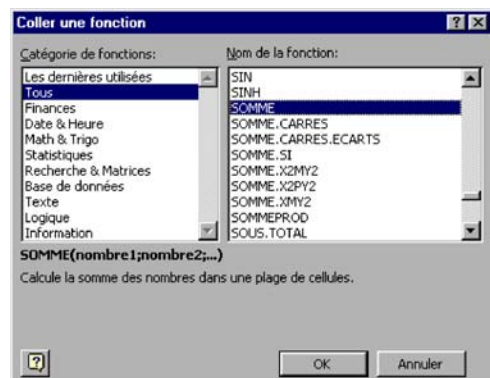 Coller une fonction
Catégorie de fonctions:
Les dernières utilisées
Tous
Finances
Date & Heure
Math & Trigo
Statistiques
Recherche & Matrices
Base de données
Texte
Logique
Information
Nom de la fonction:
SIN
SINH
SOMME
SOMME.CARRES
SOMME.CARRES.ECARTS
SOMME.SI
SOMME.X2MY2
SOMME.X2PY2
SOMME.XMY2
SOMMEPROD
SOUS.TOTAL
SOMME(nombre1;nombre2;...)
Calcule la somme des nombres dans une plage de cellules.
OK
Annuler